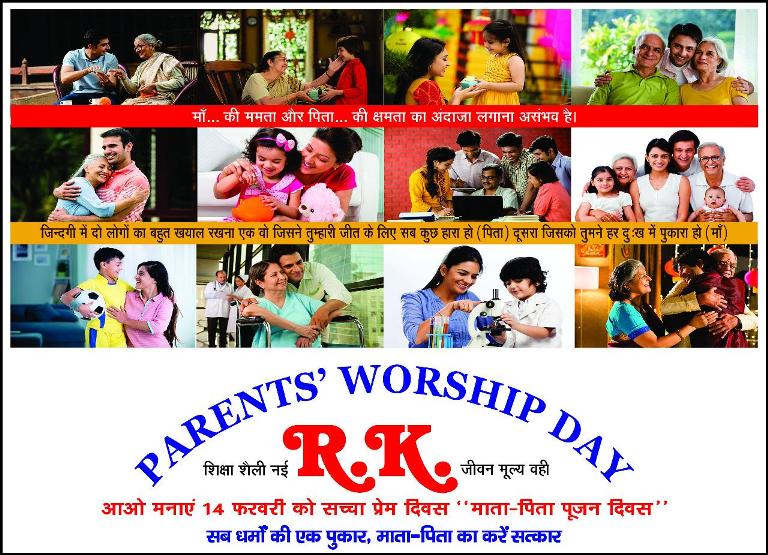 माँ... की ममता और पिता... की क्षमता का अंदाजा लगाना असंभव है।
जिन्दगी में दो लोगों का बहुत खयाल रखना एक वो जिसने तुम्हारी जीत के लिए सब कुछ हारा हो (पिता) दूसरा जिसको तुमने हर दुःख में पुकारा हो (माँ)
PARENTS' WORSHIP DAY
शिक्षा शैली नई R.K. जीवन मूल्य वही
आओ मनाएं 14 फरवरी को सच्चा प्रेम दिवस ‘‘माता-पिता पूजन दिवस’’
सब धर्मों की एक पुकार, माता-पिता का करें सत्कार